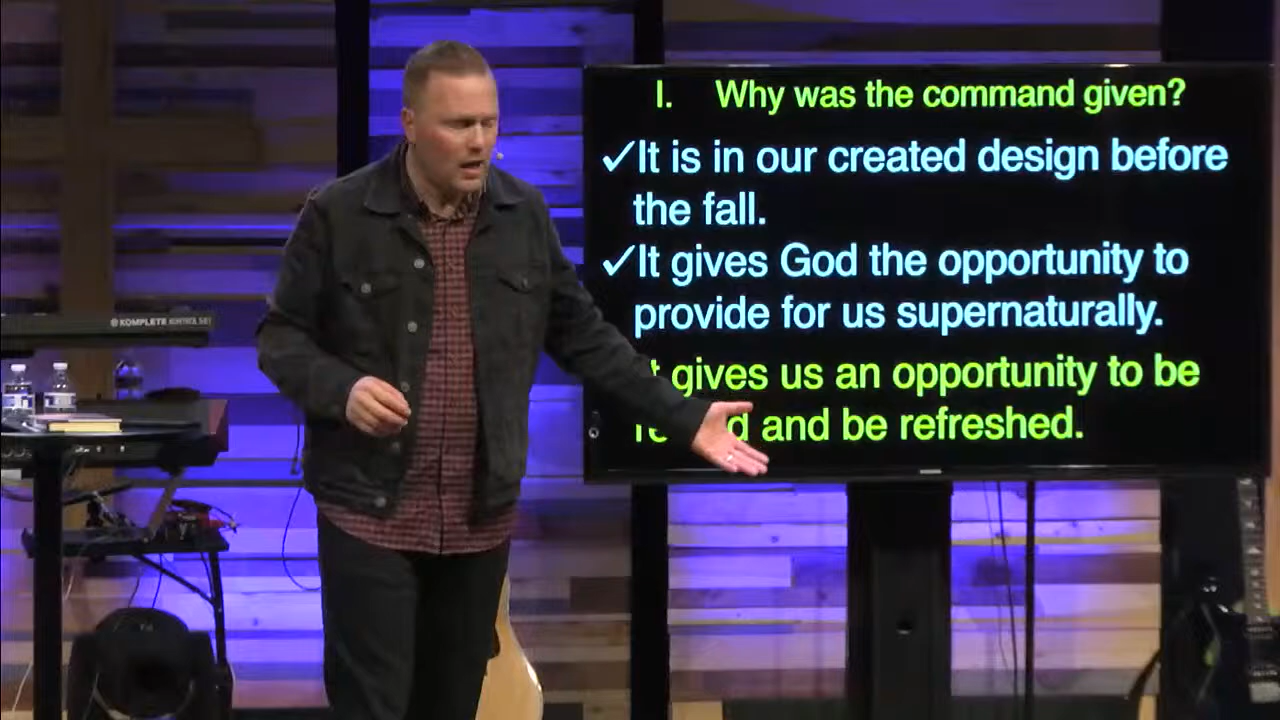 I. Why was the command given?
✓It is in our created design before
the fall.
✓It gives God the opportunity to
provide for us supernaturally.
gives us an opportunity to be
and be refreshed.
KOMPLETE KONTROL S61